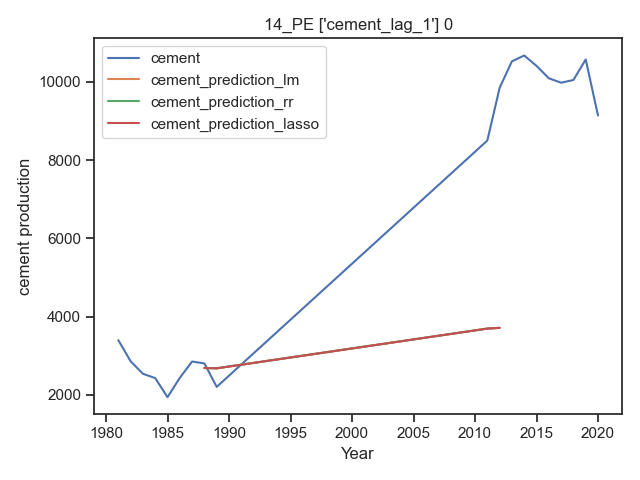 14_PE ['cement_lag_1'] 0
cement
cement_prediction_lm
cement_prediction_rr
cement_prediction_lasso
cement production
10000
8000
6000
4000
2000
1980 1985 1990 1995 2000 2005 2010 2015 2020
Year